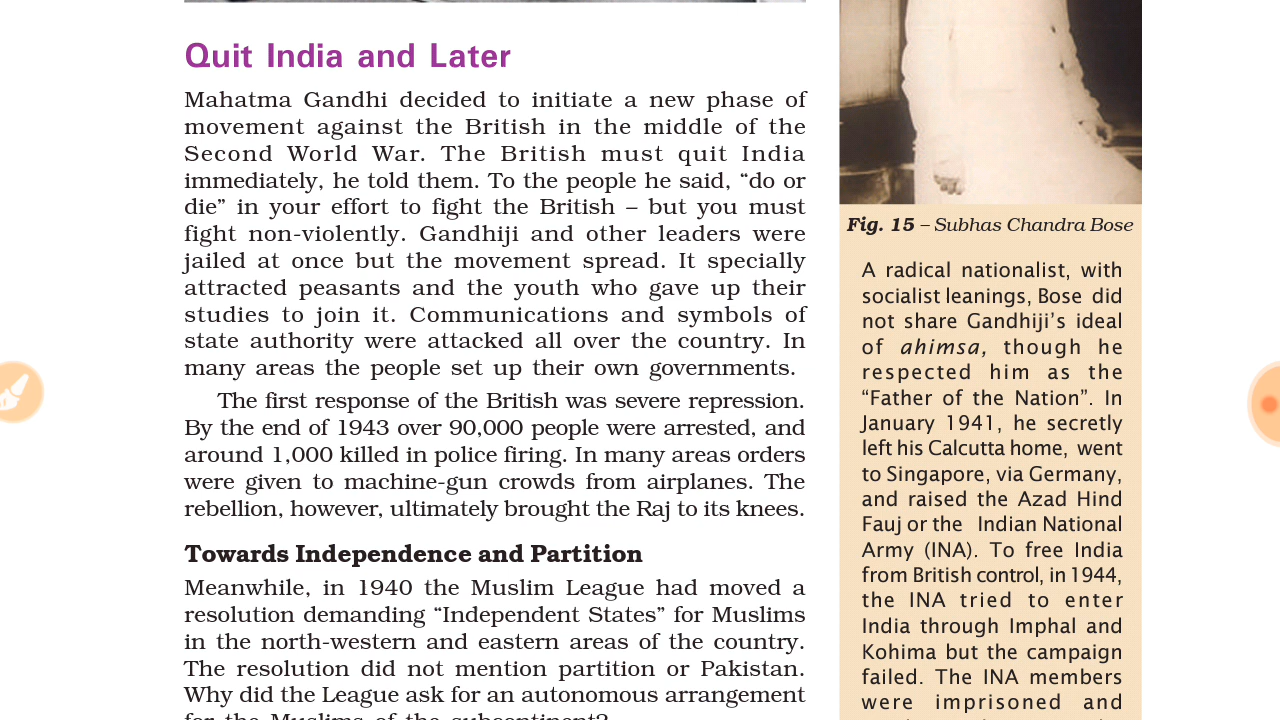 Quit India and Later
Mahatma Gandhi decided to initiate a new phase of
movement against the British in the middle of the
Second World War. The British must quit India
immediately, he told them. To the people he said, “do or
die” in your effort to fight the British – but you must
fight non-violently. Gandhiji and other leaders were
jailed at once but the movement spread. It specially
attracted peasants and the youth who gave up their
studies to join it. Communications and symbols of
state authority were attacked all over the country. In
many areas the people set up their own governments.
The first response of the British was severe repression.
By the end of 1943 over 90,000 people were arrested, and
around 1,000 killed in police firing. In many areas orders
were given to machine-gun crowds from airplanes. The
rebellion, however, ultimately brought the Raj to its knees.
Towards Independence and Partition
Meanwhile, in 1940 the Muslim League had moved a
resolution demanding “Independent States” for Muslims
in the north-western and eastern areas of the country.
The resolution did not mention partition or Pakistan.
Why did the League ask for an autonomous arrangement
for the Muslims of the subcontinent?
Fig. 15 – Subhas Chandra Bose
A radical nationalist, with
socialist leanings, Bose did
not share Gandhiji’s ideal
of ahimsa, though he
respected him as the
“Father of the Nation”. In
January 1941, he secretly
left his Calcutta home, went
to Singapore, via Germany,
and raised the Azad Hind
Fauj or the Indian National
Army (INA). To free India
from British control, in 1944,
the INA tried to enter
India through Imphal and
Kohima but the campaign
failed. The INA members
were imprisoned and